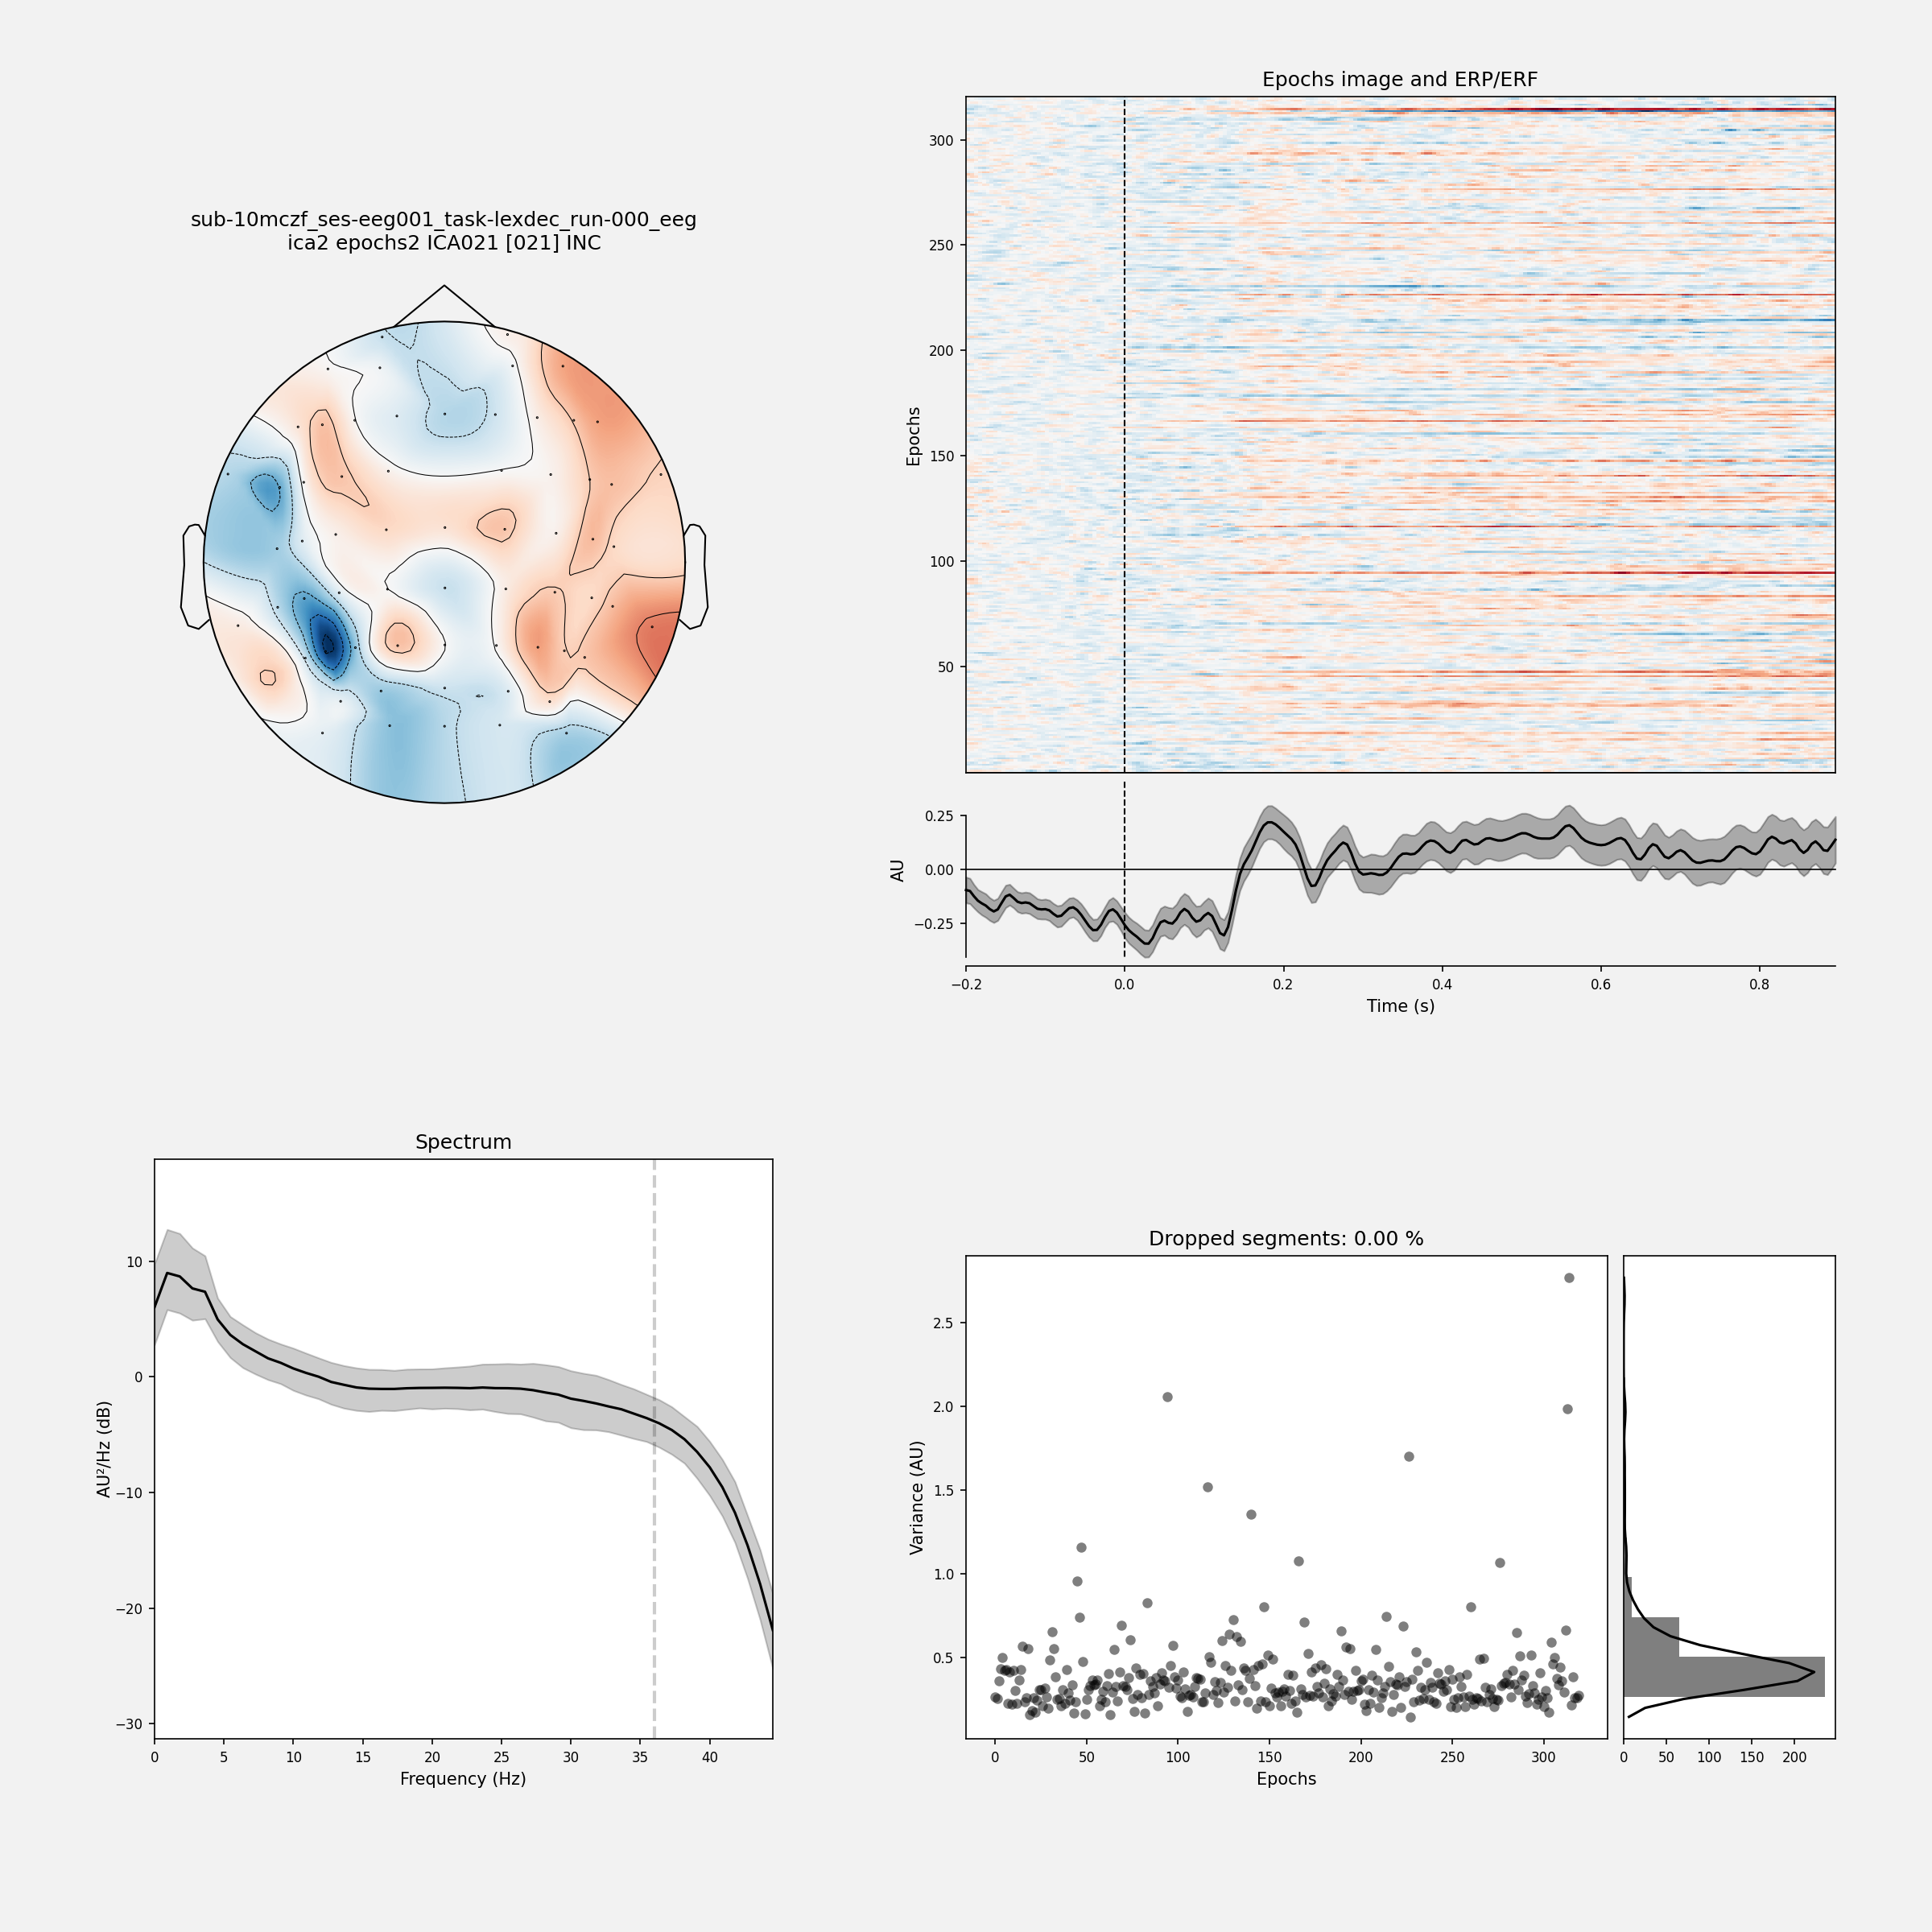 sub-10mczf_ses-eeg001_task-lexdec_run-000_eeg
ica2 epochs2 ICA021 [021] INC
Epochs image and ERP/ERF
Epochs
300
250
200
150
100
50
AU
0.25
0.00
−0.25
−0.2 0.0 0.2 0.4 0.6 0.8
Time (s)
Spectrum
AU²/Hz (dB)
10
0
−10
−20
−30
0 5 10 15 20 25 30 35 40
Frequency (Hz)
Dropped segments: 0.00 %
Variance (AU)
2.5
2.0
1.5
1.0
0.5
0 50 100 150 200 250 300
Epochs
0 50 100 150 200